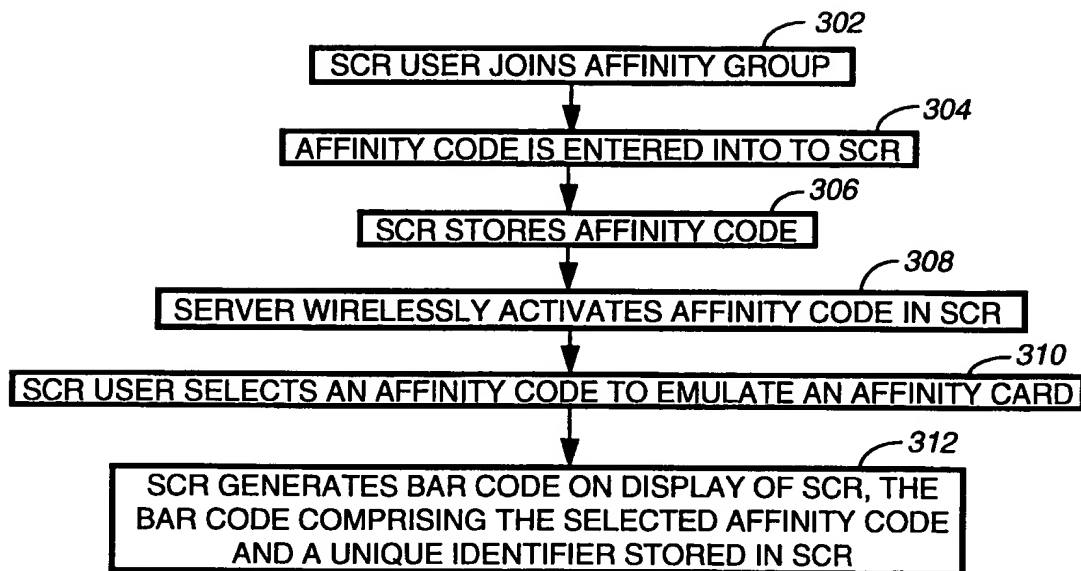 302
SCR USER JOINS AFFINITY GROUP
304
AFFINITY CODE IS ENTERED INTO TO SCR
306
SCR STORES AFFINITY CODE
308
SERVER WIRELESSLY ACTIVATES AFFINITY CODE IN SCR
310
SCR USER SELECTS AN AFFINITY CODE TO EMULATE AN AFFINITY CARD
312
SCR GENERATES BAR CODE ON DISPLAY OF SCR, THE
BAR CODE COMPRISING THE SELECTED AFFINITY CODE
AND A UNIQUE IDENTIFIER STORED IN SCR